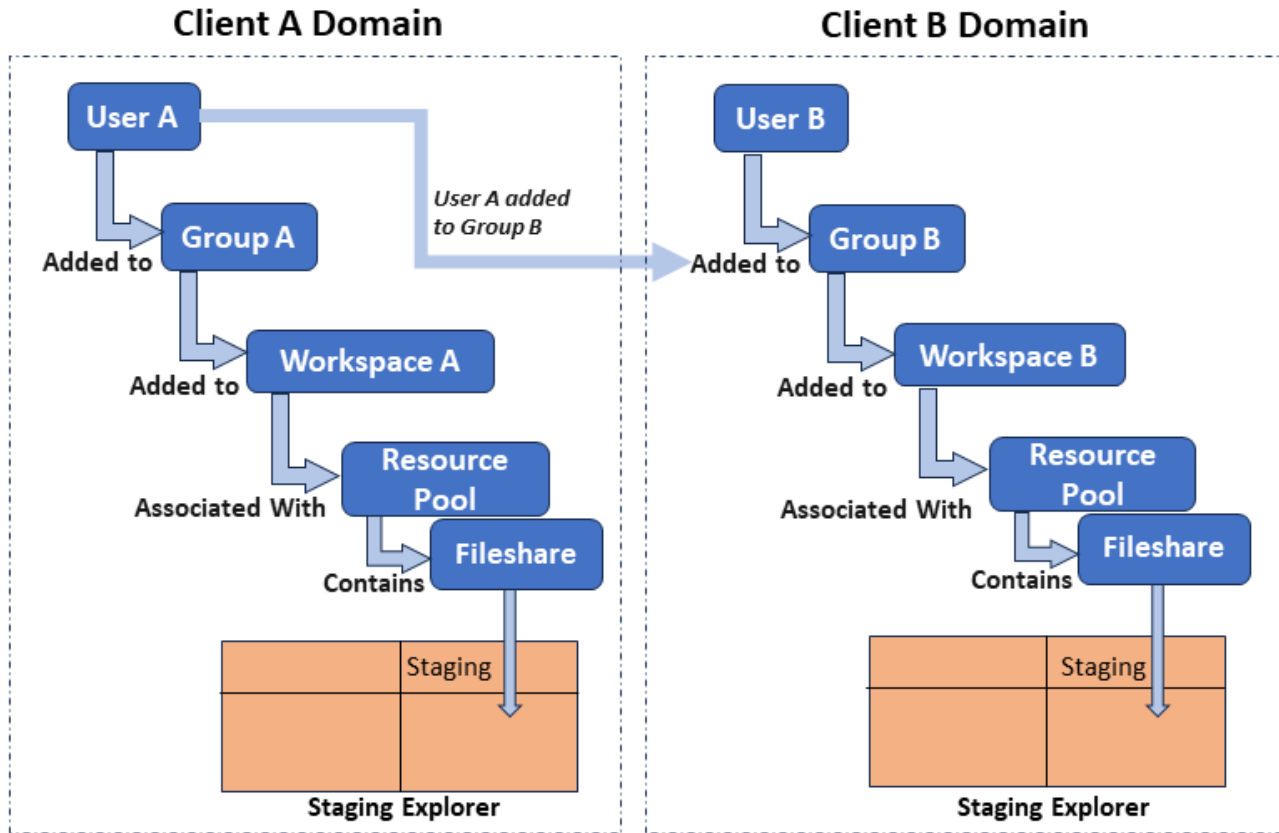 Client A Domain
User A
Added to
Group A
Added to
Workspace A
Associated With
Resource
Pool
Contains
Fileshare
Staging
Staging Explorer
User A added
to Group B
Client B Domain
User B
Added to
Group B
Added to
Workspace B
Associated With
Resource
Pool
Contains
Fileshare
Staging
Staging Explorer